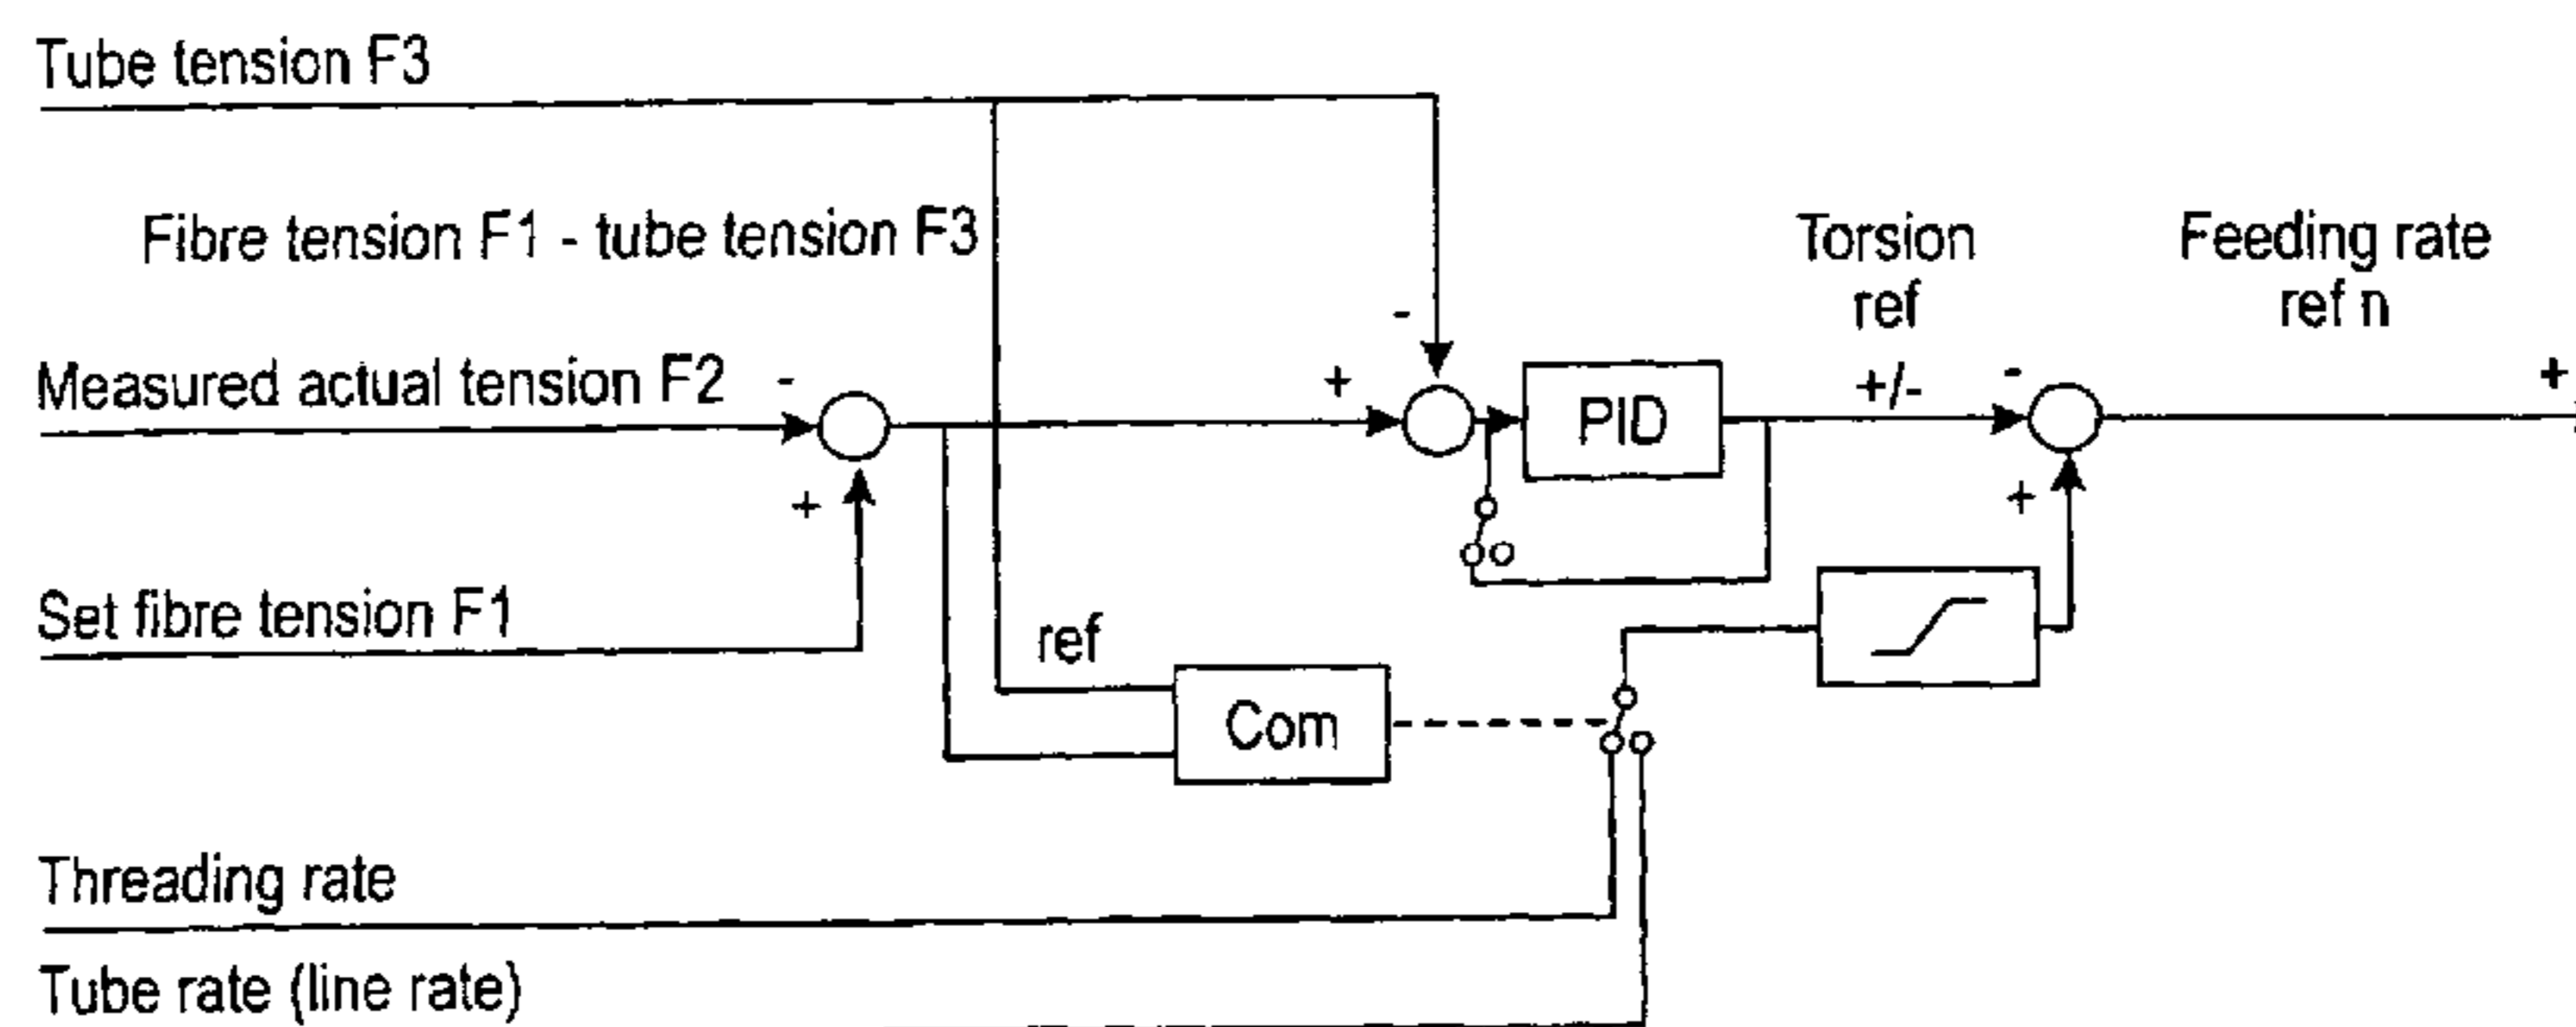 Tube tension F3
Fibre tension F1 - tube tension F3
Torsion
ref
+/-
Feeding rate
ref n
Measured actual tension F2
-
+
-
+
PID
-
+
+
Set fibre tension F1
ref
Com
Threading rate
Tube rate (line rate)